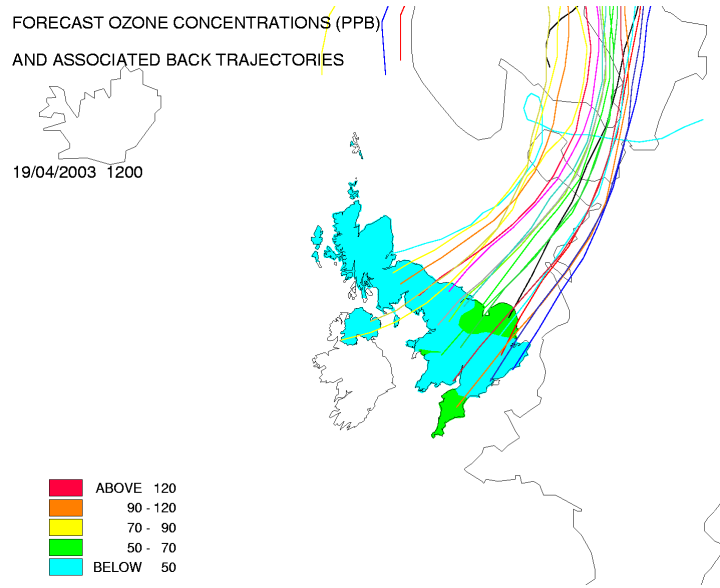 FORECAST OZONE CONCENTRATIONS (PPB)
AND ASSOCIATED BACK TRAJECTORIES
19/04/2003 1200
ABOVE 120
90 - 120
70 - 90
50 - 70
BELOW 50